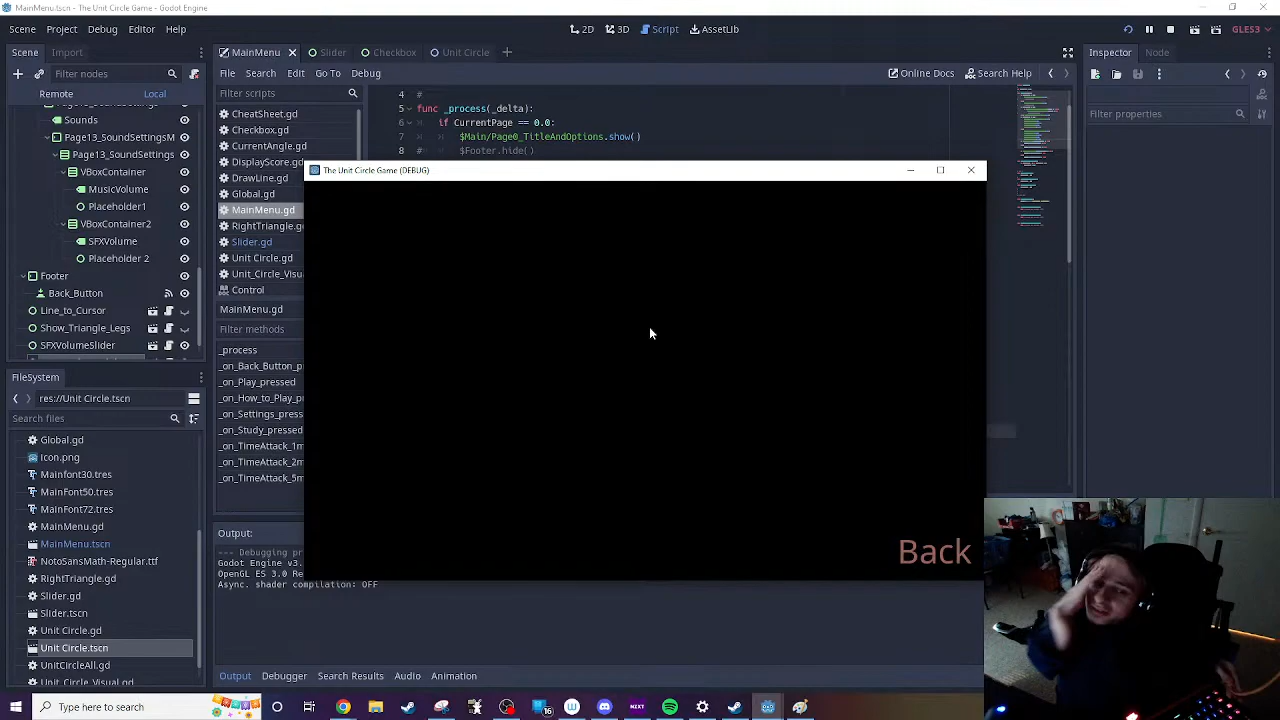 MainMenu.tscn - The Unit Circle Game - Godot Engine
Scene Project Debug Editor Help
2D 3D Script AssetLib
GLES3
Scene Import
MainMenu Slider Checkbox Unit Circle
Inspector Node
Filter nodes
File Search Edit Go To Debug
Online Docs Search Help
Remote Local
Filter scripts
Filter properties
Sounds
Page13_SoundSettingsM
Page13_SoundSettings
VBoxContainer
MusicVolume
Placeholder1
VBoxContainer2
SFXVolume
Placeholder 2
Footer
Back_Button
Line_to_Cursor
Show_Triangle_Legs
SFXVolumeSlider
CheatSheet.gd
Checkbox.gd
CurrentAngle.gd
DisplayScore.gd
DrawLine
Global.gd
MainMenu.gd
RightTriangle.gd
Slider.gd
Unit Circle.gd
Unit_Circle_Visu
Control
MainMenu.gd
Filter methods
_process
_on_Back_Button_p
_on_Play_pressed
_on_How_to_Play_p
_on_Settings_press
_on_Study_pressed
_on_TimeAttack_1m
_on_TimeAttack_2m
_on_TimeAttack_5m
4 #
5 func _process(_delta):
6 if CurrentPage == 0.0:
7 $Main/Page0_TitleAndOptions.show()
8 # $Footer.hide()
The Unit Circle Game (DEBUG)
Back
FileSystem
res://Unit Circle.tscn
Search files
Global.gd
icon.png
Mainfont30.tres
MainFont50.tres
MainFont72.tres
MainMenu.gd
MainMenu.tscn
NotoSansMath-Regular.ttf
RightTriangle.gd
Slider.gd
Slider.tscn
Unit Circle.gd
Unit Circle.tscn
UnitCircleAll.gd
Unit_Circle_Visual.gd
Output:
--- Debugging pr
Godot Engine v3.
OpenGL ES 3.0 Re
Async. shader compilation: OFF
Output Debugger Search Results Audio Animation
Type here to search
16